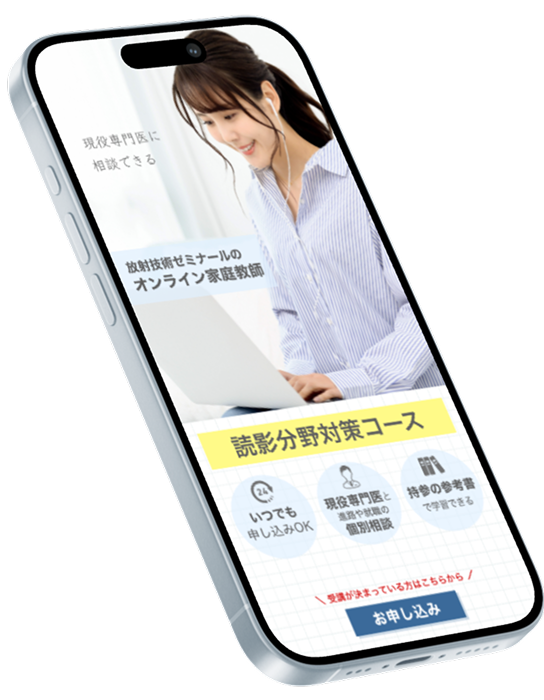 現役専門医に
相談できる
放射技術ゼミナールの
オンライン家庭教師
読影分野対策コース
24
いつでも
申し込みOK
現役専門医と
進路や就職の
個別相談
持参の参考書
で学習できる
\ 受講が決まっている方はこちらから /
お申し込み